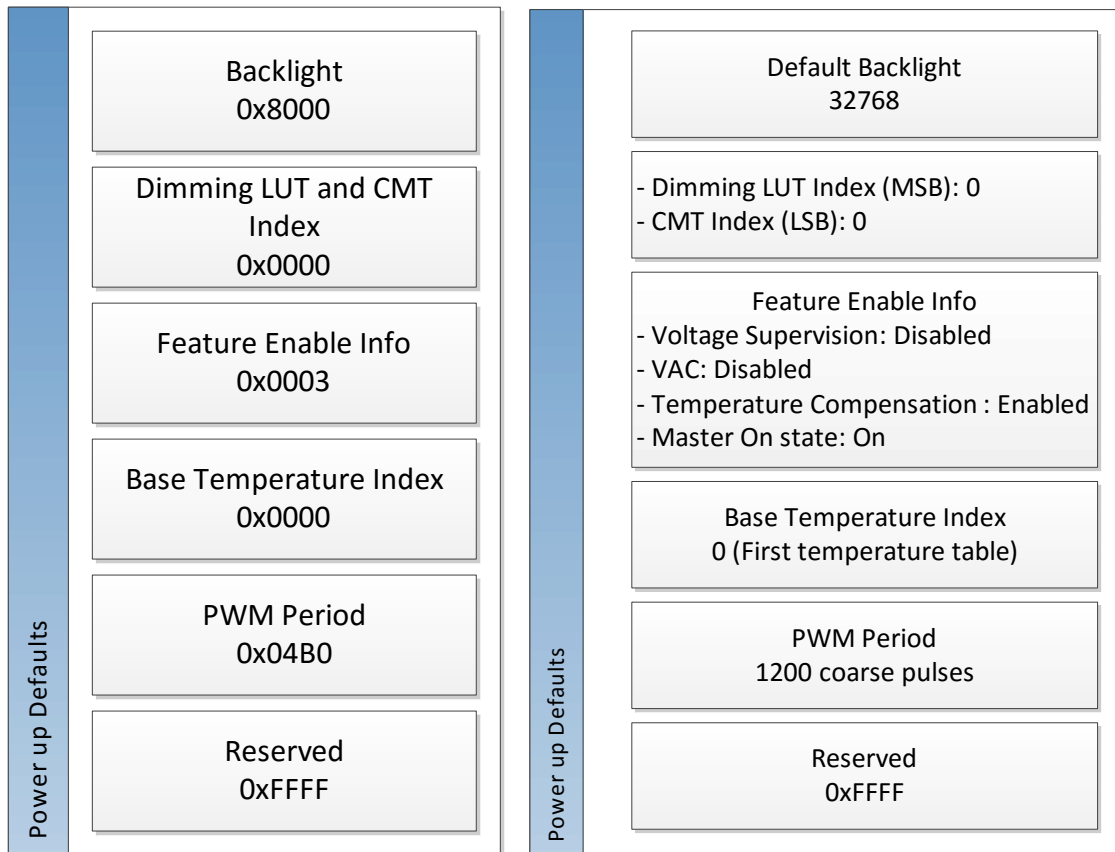 Power up Defaults
Backlight
0x8000
Dimming LUT and CMT
Index
0x0000
Feature Enable Info
0x0003
Base Temperature Index
0x0000
PWM Period
0x04B0
Reserved
0xFFFF
Power up Defaults
Default Backlight
32768
- Dimming LUT Index (MSB): 0
- CMT Index (LSB): 0
Feature Enable Info
- Voltage Supervision: Disabled
- VAC: Disabled
- Temperature Compensation : Enabled
- Master On state: On
Base Temperature Index
0 (First temperature table)
PWM Period
1200 coarse pulses
Reserved
0xFFFF